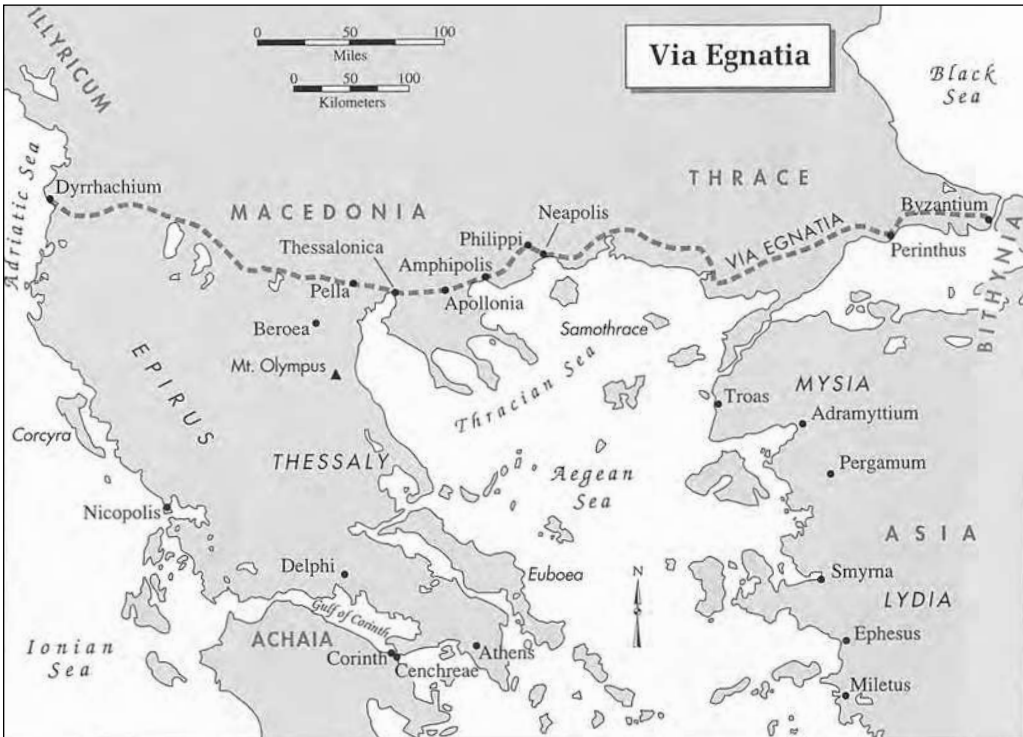 Via Egnatia
0 50 100
Miles
0 50 100
Kilometers
ILLYRICUM
Black
Sea
Adriatic Sea
Dyrrhachium
MACEDONIA
THRACE
Byzantium
Neapolis
Philippi
VIA EGNATIA
Perinthus
BITHYNIA
Thessalonica
Amphipolis
Pella
Apollonia
Beroea
Samothrace
Mt. Olympus
Thracian Sea
EPIRUS
Troas
MYSIA
Adramyttium
Corcyra
THESSALY
Aegean
Sea
Pergamum
Nicopolis
ASIA
Delphi
Euboea
N
Smyrna
LYDIA
Gulf of Corinth
ACHAIA
Ionian
Sea
Corinth
Cenchreae
Athens
Ephesus
Miletus